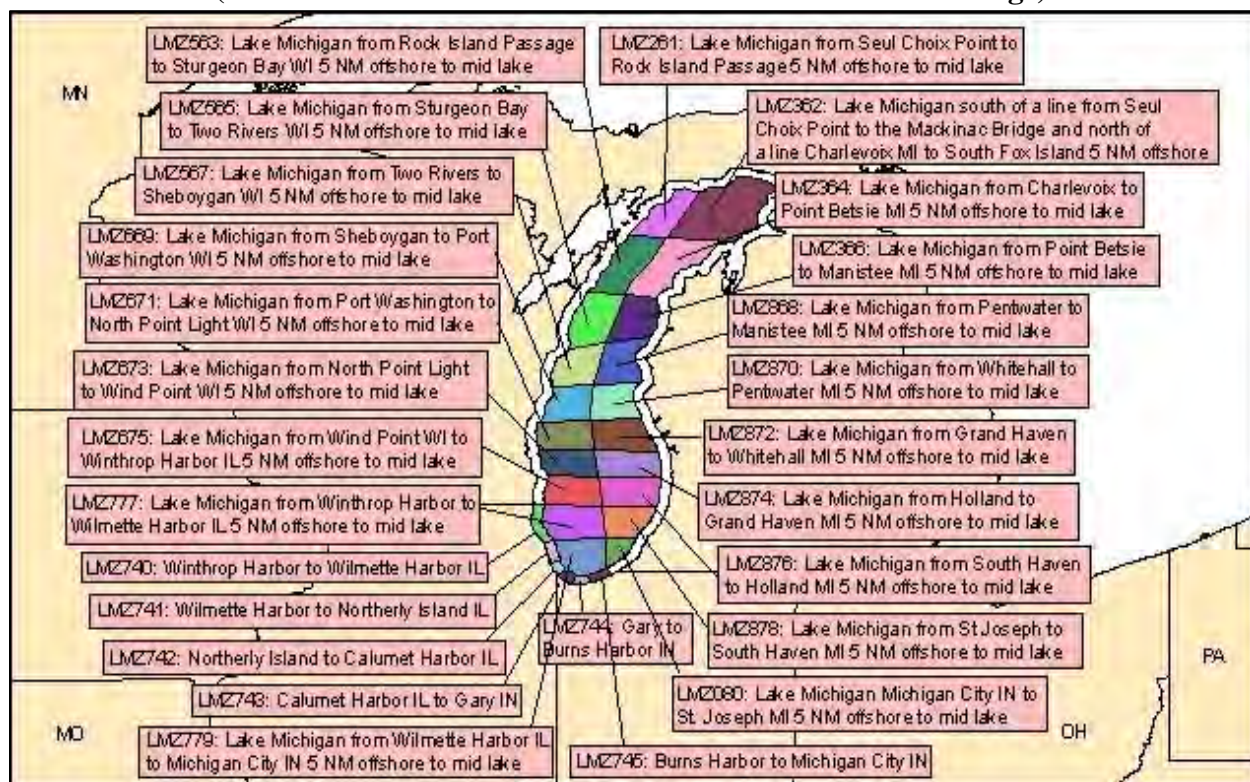 LMZ563: Lake Michigan from Rock Island Passage
to Sturgeon Bay WI 5 NM offshore to mid lake
LMZ261: Lake Michigan from Seul Choix Point to
Rock Island Passage 5 NM offshore to mid lake
MN
LMZ565: Lake Michigan from Sturgeon Bay
to Two Rivers WI 5 NM offshore to mid lake
LMZ362: Lake Michigan south of a line from Seul
Choix Point to the Mackinac Bridge and north of
a line Charlevoix MI to South Fox Island 5 NM offshore
LMZ567: Lake Michigan from Two Rivers to
Sheboygan WI 5 NM offshore to mid lake
LMZ364: Lake Michigan from Charlevoix to
Point Betsie MI 5 NM offshore to mid lake
LMZ669: Lake Michigan from Sheboygan to Port
Washington WI 5 NM offshore to mid lake
LMZ366: Lake Michigan from Point Betsie
to Manistee MI 5 NM offshore to mid lake
LMZ671: Lake Michigan from Port Washington to
North Point Light WI 5 NM offshore to mid lake
LMZ868: Lake Michigan from Pentwater to
Manistee MI 5 NM offshore to mid lake
LMZ673: Lake Michigan from North Point Light
to Wind Point WI 5 NM offshore to mid lake
LMZ870: Lake Michigan from Whitehall to
Pentwater MI 5 NM offshore to mid lake
LMZ675: Lake Michigan from Wind Point WI to
Winthrop Harbor IL 5 NM offshore to mid lake
LMZ872: Lake Michigan from Grand Haven
to Whitehall MI 5 NM offshore to mid lake
LMZ777: Lake Michigan from Winthrop Harbor to
Wilmette Harbor IL 5 NM offshore to mid lake
LMZ874: Lake Michigan from Holland to
Grand Haven MI 5 NM offshore to mid lake
LMZ740: Winthrop Harbor to Wilmette Harbor IL
LMZ876: Lake Michigan from South Haven
to Holland MI 5 NM offshore to mid lake
LMZ741: Wilmette Harbor to Northerly Island IL
LMZ744: Gary to
Burns Harbor IN
LMZ878: Lake Michigan from St Joseph to
South Haven MI 5 NM offshore to mid lake
PA
LMZ742: Northerly Island to Calumet Harbor IL
LMZ743: Calumet Harbor IL to Gary IN
LMZ080: Lake Michigan Michigan City IN to
St. Joseph MI 5 NM offshore to mid lake
MO
OH
LMZ779: Lake Michigan from Wilmette Harbor IL
to Michigan City IN 5 NM offshore to mid lake
LMZ745: Burns Harbor to Michigan City IN